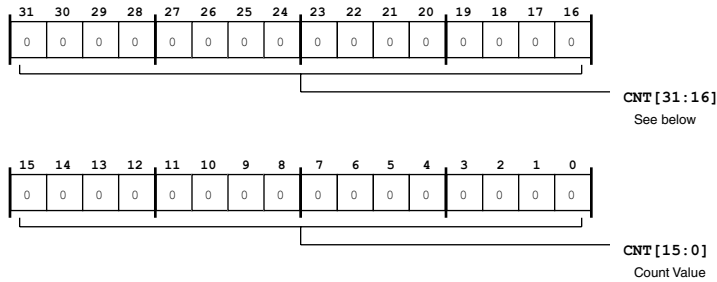 31 30 29 28 27 26 25 24 23 22 21 20 19 18 17 16
0 0 0 0 0 0 0 0 0 0 0 0 0 0 0 0
CNT[31:16]
See below
15 14 13 12 11 10 9 8 7 6 5 4 3 2 1 0
0 0 0 0 0 0 0 0 0 0 0 0 0 0 0 0
CNT[15:0]
Count Value